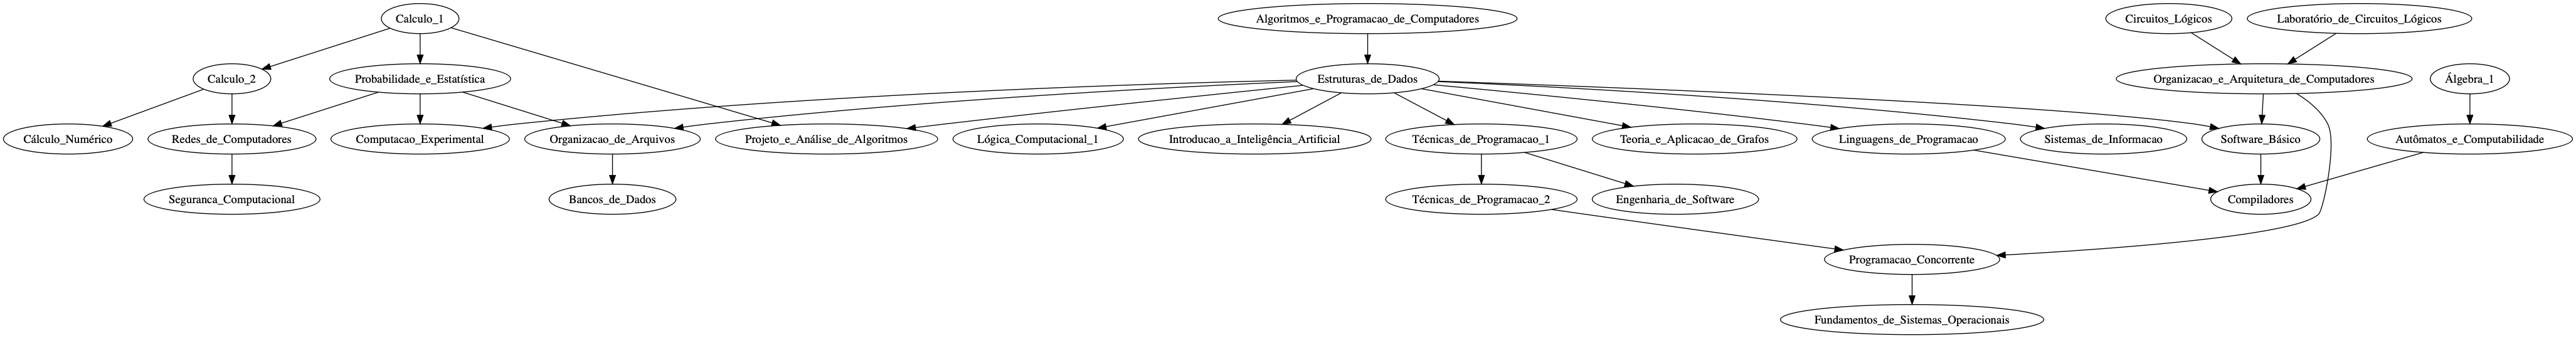 Calculo_1
Algoritmos_e_Programacao_de_Computadores
Circuitos_Lógicos
Laboratório_de_Circuitos_Lógicos
Calculo_2
Probabilidade_e_Estatística
Estruturas_de_Dados
Organizacao_e_Arquitetura_de_Computadores
Álgebra_1
Cálculo_Numérico
Redes_de_Computadores
Computacao_Experimental
Organizacao_de_Arquivos
Projeto_e_Análise_de_Algoritmos
Lógica_Computacional_1
Introducao_a_Inteligência_Artificial
Técnicas_de_Programacao_1
Teoria_e_Aplicacao_de_Grafos
Linguagens_de_Programacao
Sistemas_de_Informacao
Software_Básico
Autômatos_e_Computabilidade
Seguranca_Computacional
Bancos_de_Dados
Técnicas_de_Programacao_2
Engenharia_de_Software
Compiladores
Programacao_Concorrente
Fundamentos_de_Sistemas_Operacionais